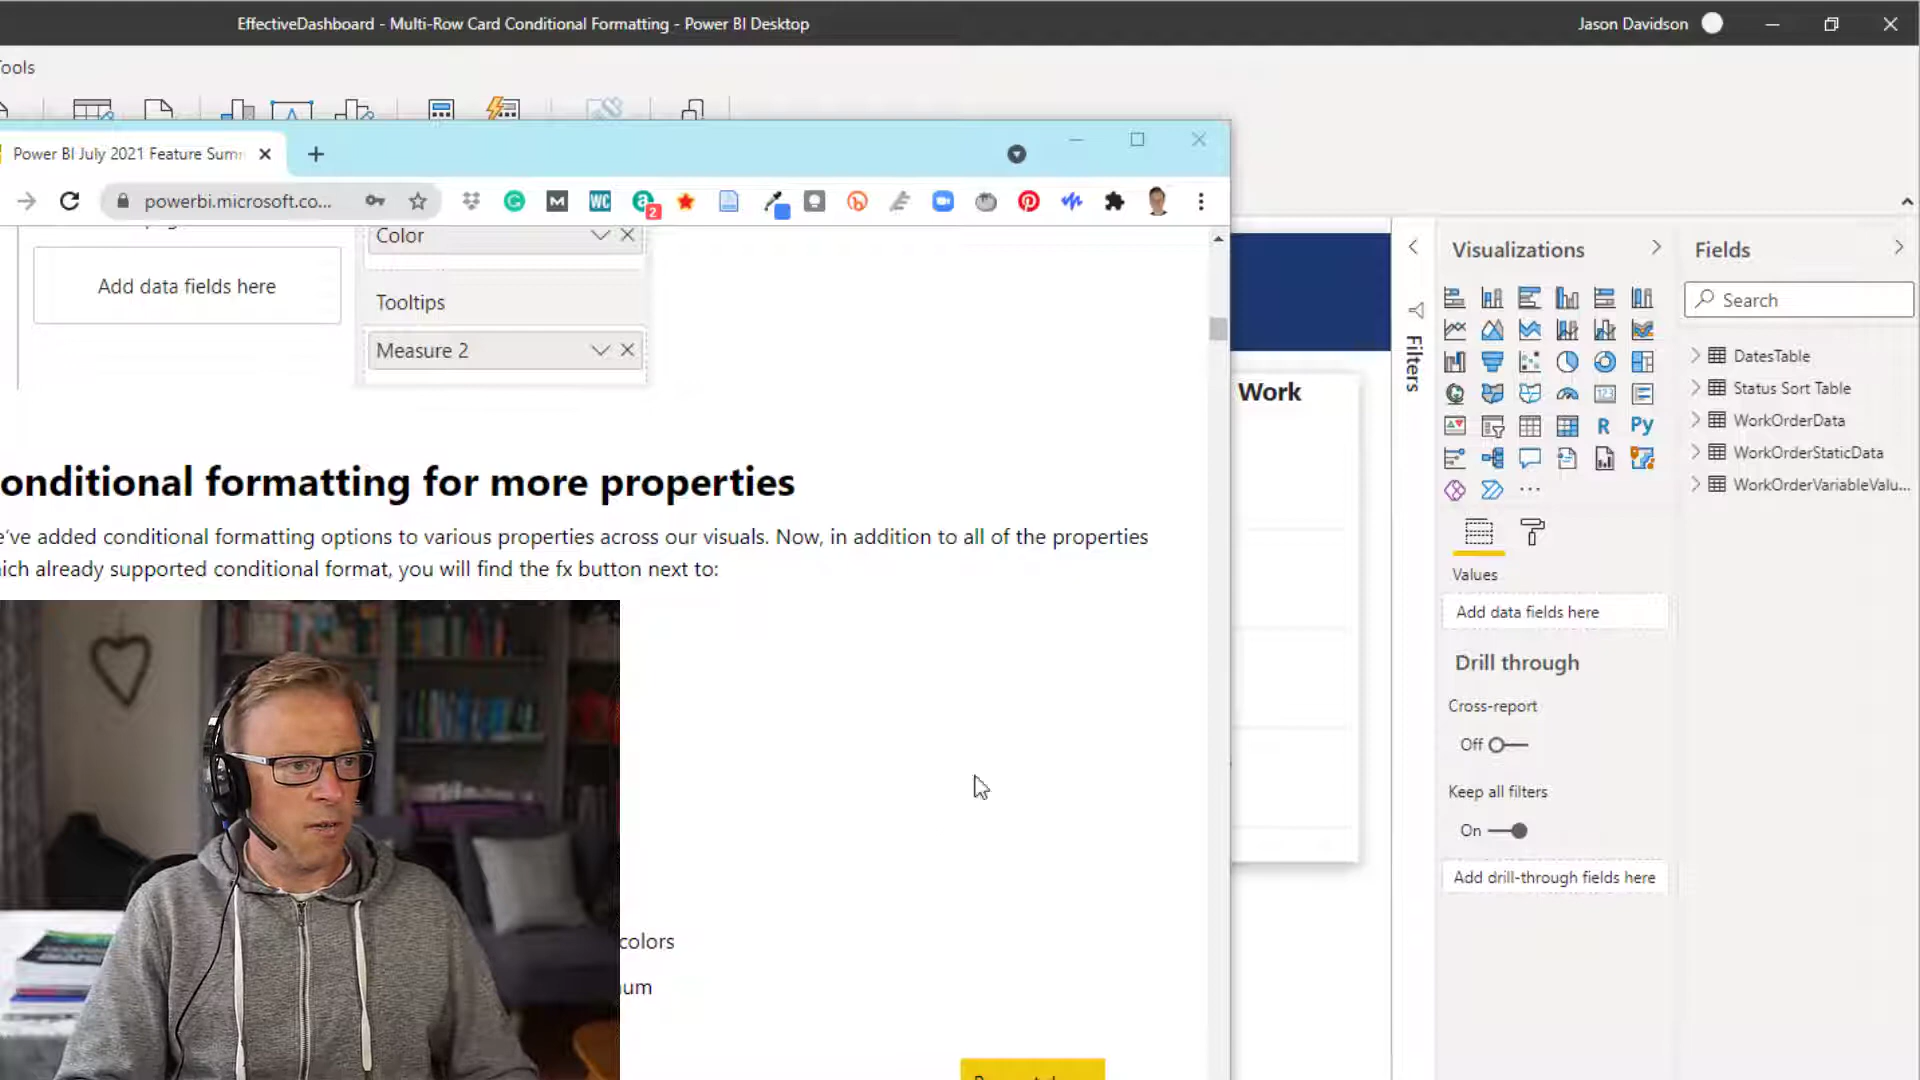 EffectiveDashboard - Multi-Row Card Conditional Formatting - Power BI Desktop
Jason Davidson
ools
Power BI July 2021 Feature Sum
powerbi.microsoft.co...
WC
2
Color
Add data fields here
Tooltips
Measure 2
onditional formatting for more properties
e've added conditional formatting options to various properties across our visuals. Now, in addition to all of the properties
ich already supported conditional format, you will find the fx button next to:
colors
um
Work
Filters
Visualizations
R
Py
Values
Add data fields here
Drill through
Cross-report
Off
Keep all filters
On
Add drill-through fields here
Fields
Search
DatesTable
Status Sort Table
WorkOrderData
WorkOrderStaticData
WorkOrderVariableValu...